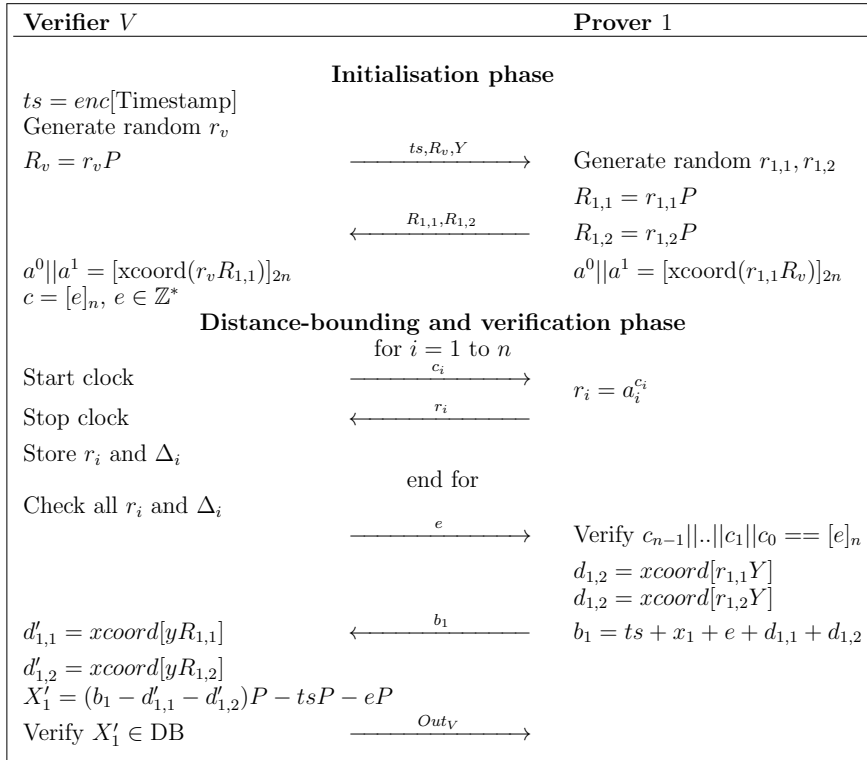 Verifier V Prover 1
Initialisation phase
ts = enc[Timestamp]
Generate random r_v
R_v = r_vP ts,R_v,Y Generate random r_{1,1}, r_{1,2}
R_{1,1} = r_{1,1}P
R_{1,1},R_{1,2} R_{1,2} = r_{1,2}P
a^0||a^1 = [xcoord(r_vR_{1,1})]_{2n} a^0||a^1 = [xcoord(r_{1,1}R_v)]_{2n}
c = [e]_n, e ∈ ℤ*
Distance-bounding and verification phase
for i = 1 to n
Start clock c_i r_i = a_i^{c_i}
Stop clock r_i
Store r_i and Δ_i
end for
Check all r_i and Δ_i
e Verify c_{n−1}||..||c_1||c_0 == [e]_n
d_{1,2} = xcoord[r_{1,1}Y]
d_{1,2} = xcoord[r_{1,2}Y]
d′_{1,1} = xcoord[yR_{1,1}] b_1 b_1 = ts + x_1 + e + d_{1,1} + d_{1,2}
d′_{1,2} = xcoord[yR_{1,2}]
X′_1 = (b_1 − d′_{1,1} − d′_{1,2})P − tsP − eP
Verify X′_1 ∈ DB Out_V